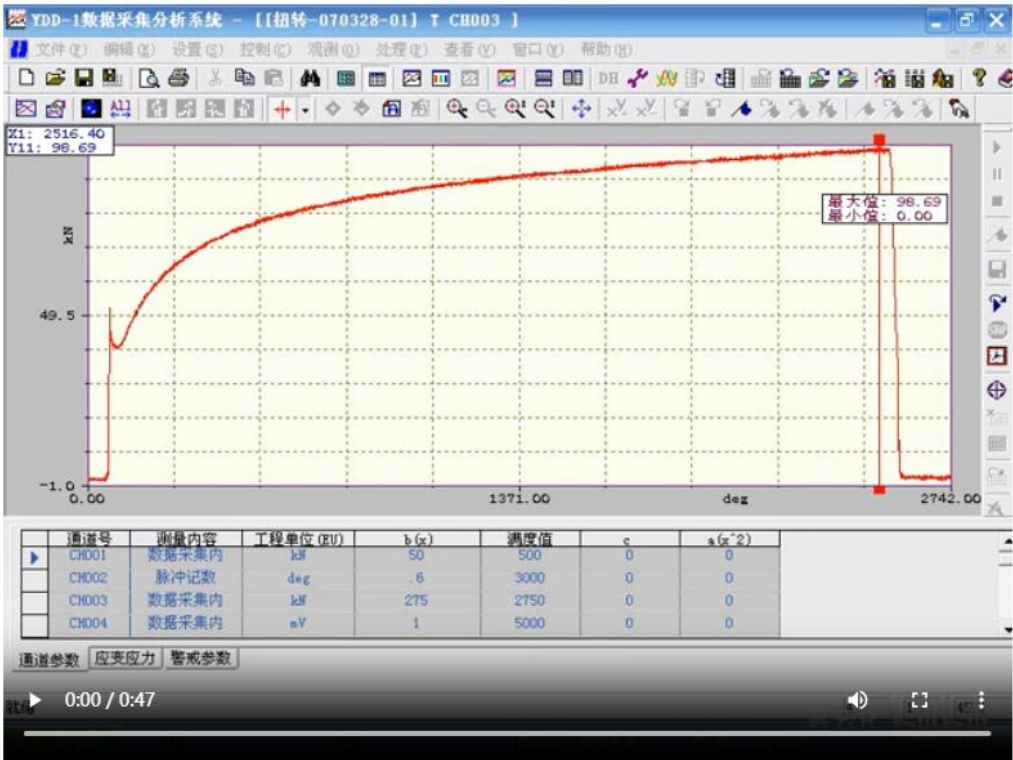 YDD-1数据采集分析系统 - [[扭转-070328-01] T CH003 ]
文件(F) 编辑(E) 设置(S) 控制(C) 观测(O) 处理(P) 查看(V) 窗口(W) 帮助(H)
DH
X1: 2516.40
Y11: 98.69
最大值: 98.69
最小值: 0.00
kN
49.5
-1.0
0.00 1371.00 deg 2742.00
通道号 测量内容 工程单位(EU) b(x) 满度值 c a(x^2)
CH001 数据采集内 kN 50 500 0 0
CH002 脉冲记数 deg .6 3000 0 0
CH003 数据采集内 kN 275 2750 0 0
CH004 数据采集内 mV 1 5000 0 0
通道参数 应变应力 警戒参数
0:00 / 0:47
就绪